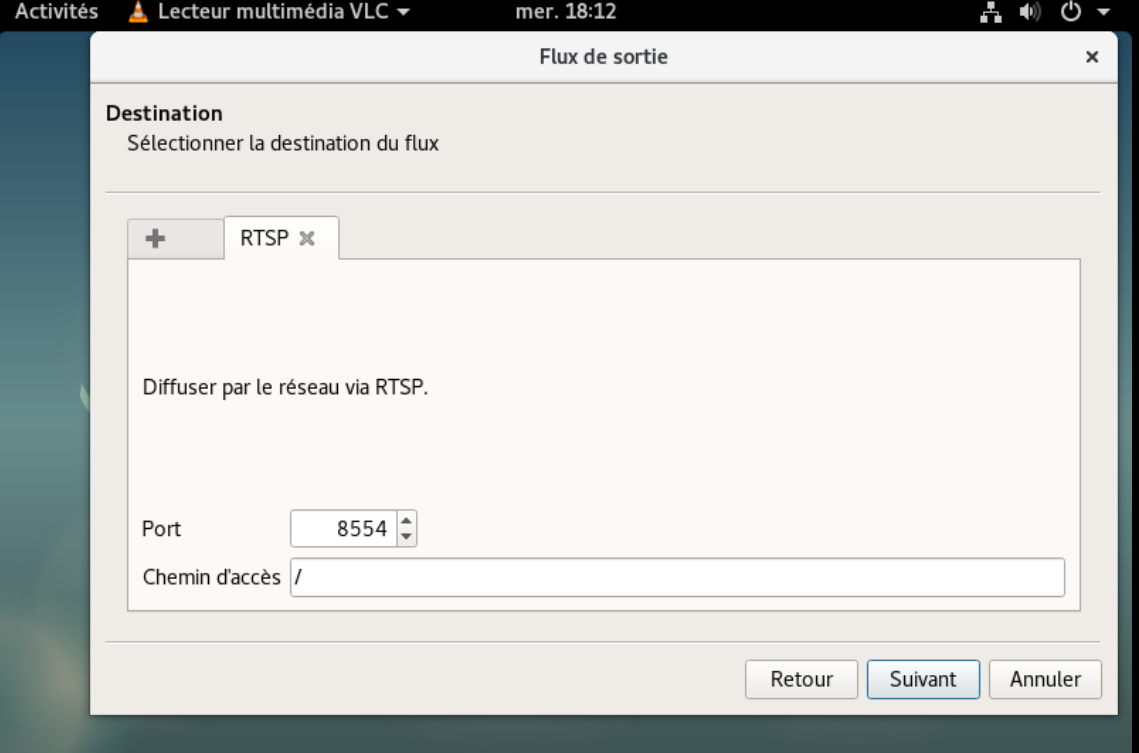 Activités Lecteur multimédia VLC mer. 18:12
Flux de sortie
Destination
Sélectionner la destination du flux
RTSP
Diffuser par le réseau via RTSP.
Port 8554
Chemin d'accès /
Retour Suivant Annuler